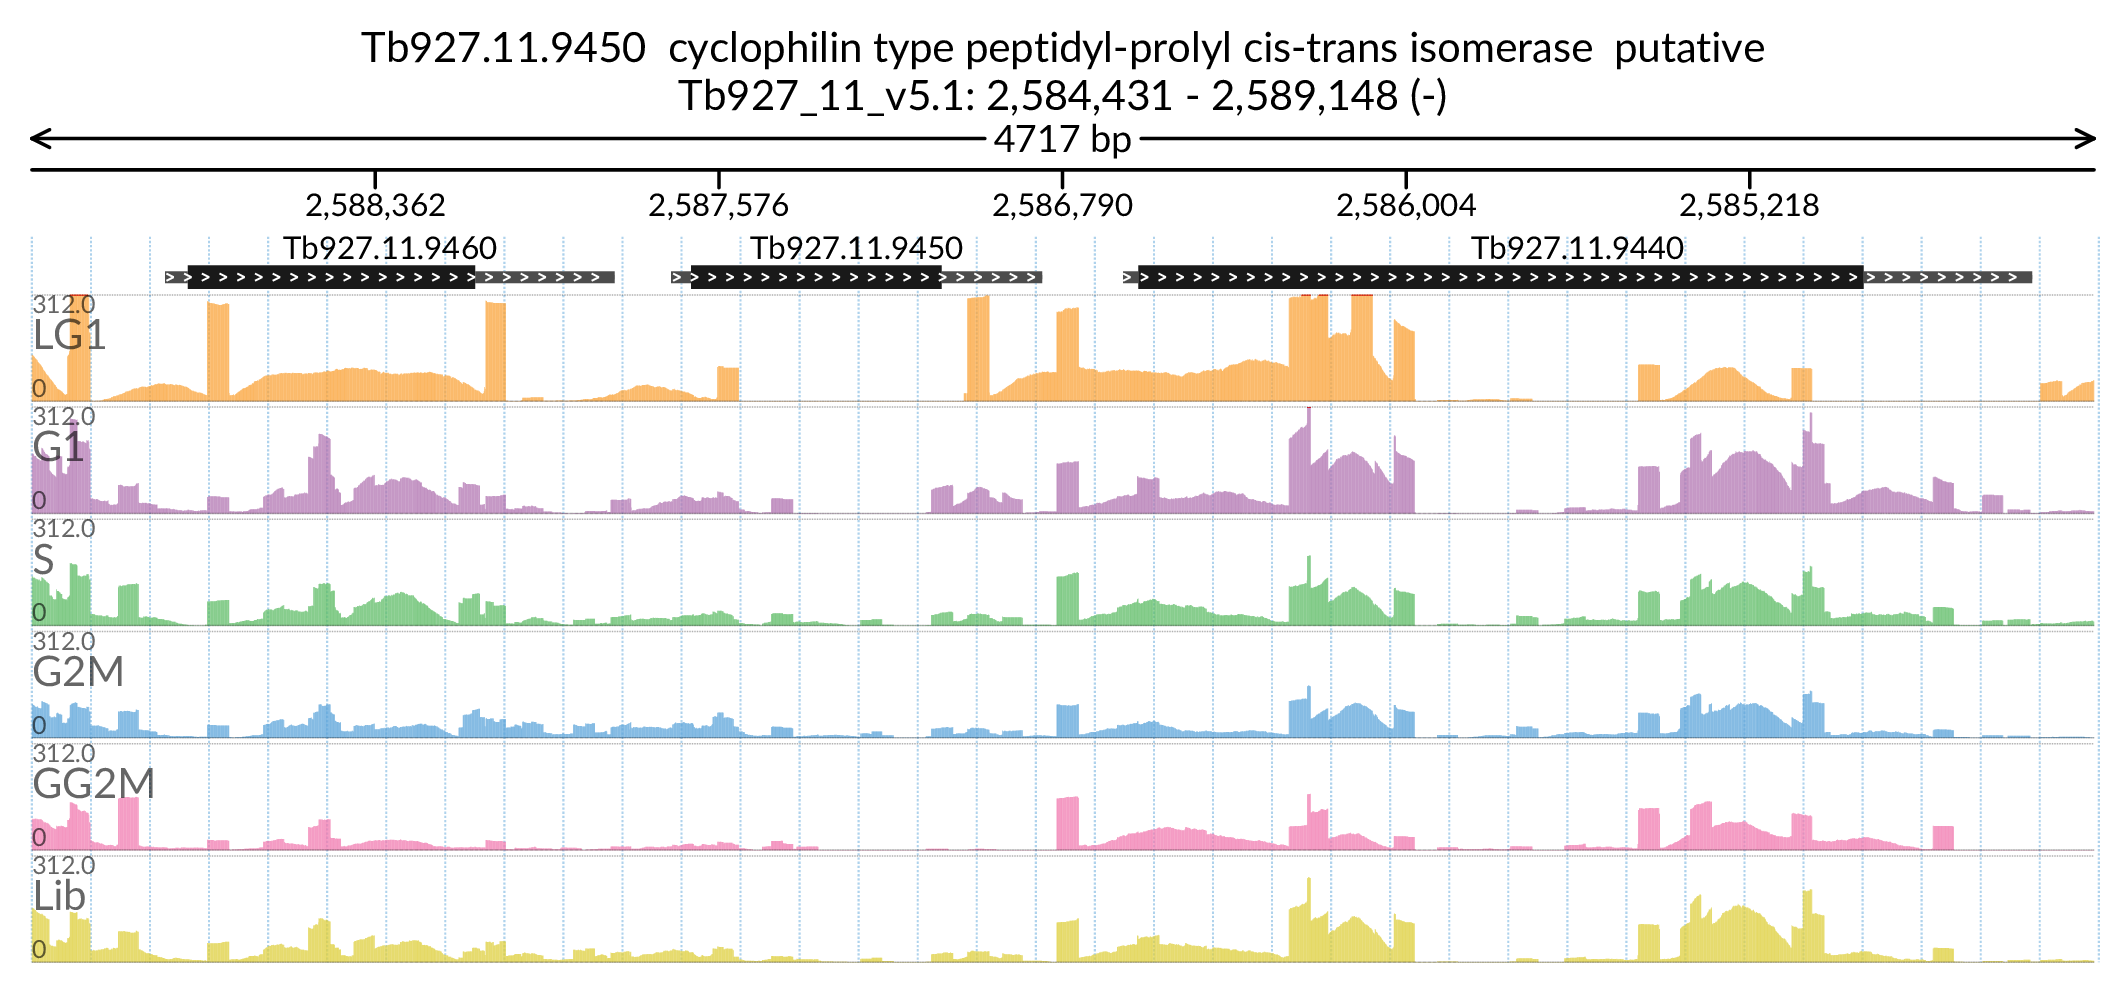 Tb927.11.9450  cyclophilin type peptidyl-prolyl cis-trans isomerase  putative
Tb927_11_v5.1: 2,584,431 - 2,589,148 (-)
4717 bp
2,588,362 2,587,576 2,586,790 2,586,004 2,585,218
Tb927.11.9460 Tb927.11.9450 Tb927.11.9440
312.0
LG1
0
312.0
G1
0
312.0
S
0
312.0
G2M
0
312.0
GG2M
0
312.0
Lib
0